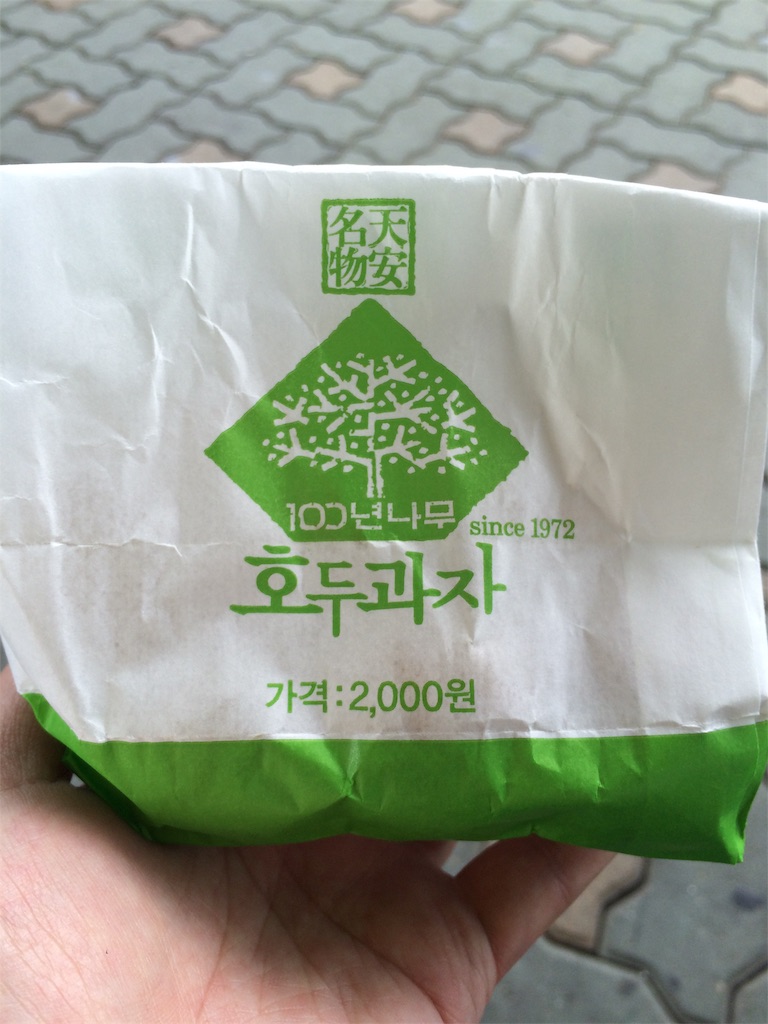 天安
名物
100년나무
since 1972
호두과자
가격:2,000원